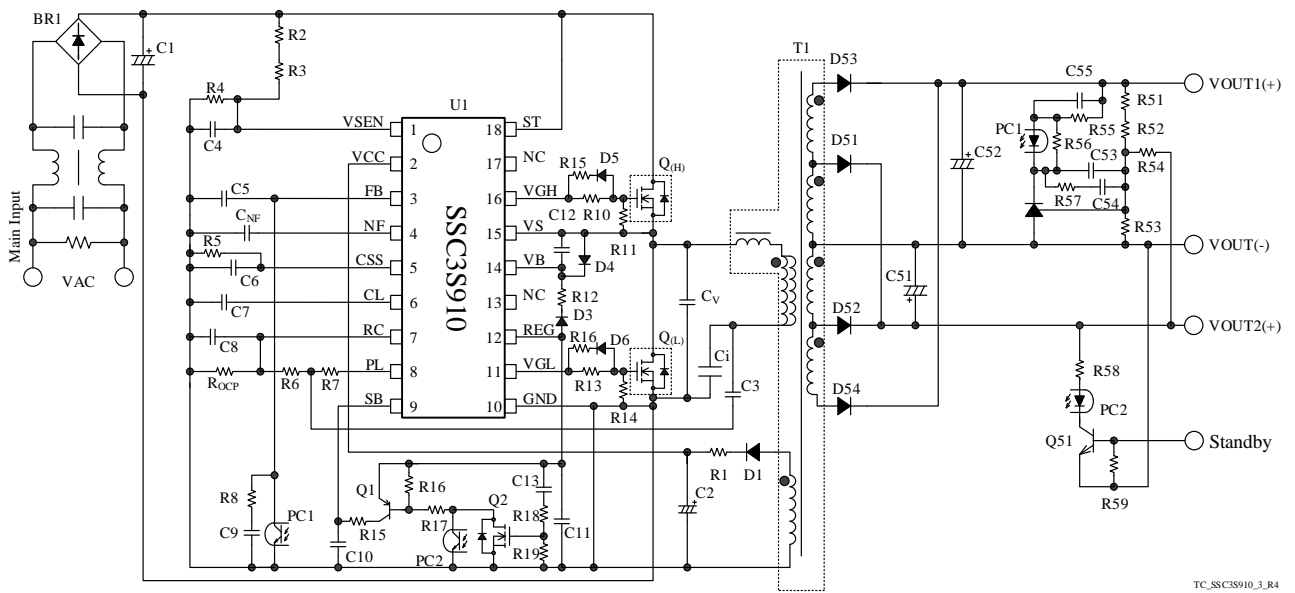 BR1
C1
R2
R3
R4
C4
VSEN
U1
1
18
ST
VCC
2
17
NC
C5
FB
3
16
VGH
R15
D5
Q(H)
R10
C12
R11
CNF
NF
4
15
VS
R5
CSS
5
14
VB
D4
C6
R12
C7
CL
6
13
NC
D3
C8
RC
7
12
REG
R16
D6
Q(L)
ROCP
R6
R7
PL
8
11
VGL
R13
R14
SB
9
10
GND
SSC3S910
Main Input
VAC
CV
Ci
C3
T1
D53
D51
D52
D54
C55
VOUT1(+)
R51
PC1
R55
R56
R52
C52
C53
R54
R57
C54
R53
VOUT(-)
C51
VOUT2(+)
R58
PC2
Q51
Standby
R59
R1
D1
C2
Q1
R16
C13
Q2
R8
PC1
R15
R17
R18
C11
C9
C10
PC2
R19
TC_SSC3S910_3_R4